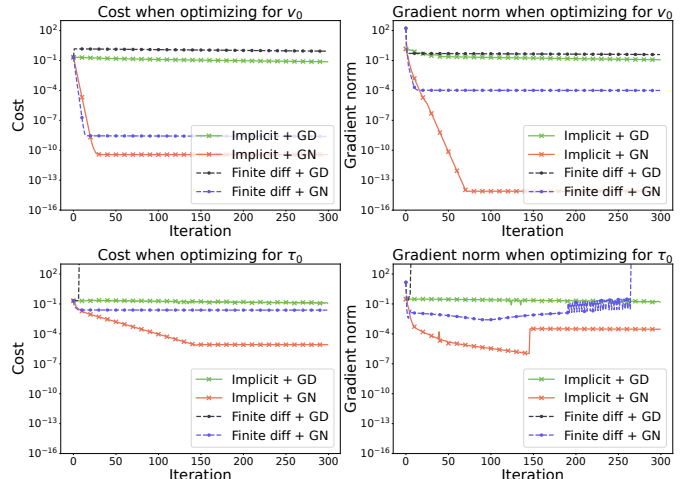 Cost when optimizing for v₀
Cost
10²
10⁻¹
10⁻⁴
10⁻⁷
10⁻¹⁰
10⁻¹³
10⁻¹⁶
Implicit + GD
Implicit + GN
Finite diff + GD
Finite diff + GN
0 50 100 150 200 250 300
Iteration
Gradient norm when optimizing for v₀
Gradient norm
10²
10⁻¹
10⁻⁴
10⁻⁷
10⁻¹⁰
10⁻¹³
10⁻¹⁶
Implicit + GD
Implicit + GN
Finite diff + GD
Finite diff + GN
0 50 100 150 200 250 300
Iteration
Cost when optimizing for τ₀
Cost
10²
10⁻¹
10⁻⁴
10⁻⁷
10⁻¹⁰
10⁻¹³
10⁻¹⁶
Implicit + GD
Implicit + GN
Finite diff + GD
Finite diff + GN
0 50 100 150 200 250 300
Iteration
Gradient norm when optimizing for τ₀
Gradient norm
10²
10⁻¹
10⁻⁴
10⁻⁷
10⁻¹⁰
10⁻¹³
10⁻¹⁶
Implicit + GD
Implicit + GN
Finite diff + GD
Finite diff + GN
0 50 100 150 200 250 300
Iteration